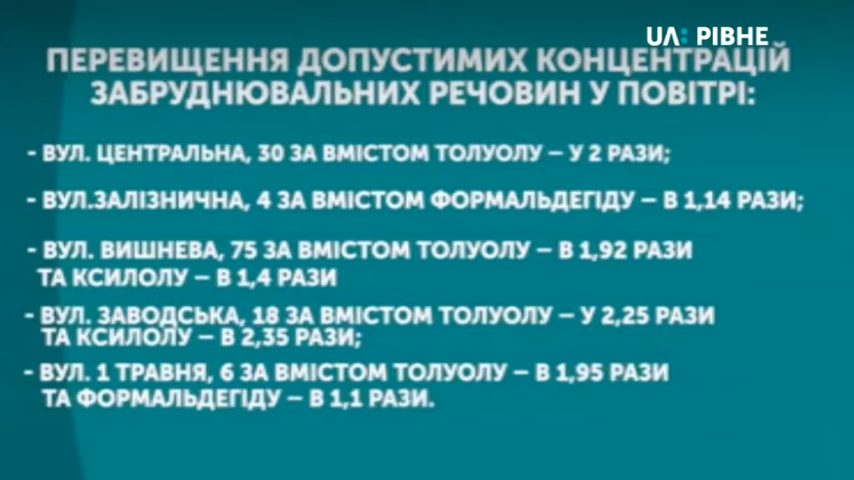 UA: РІВНЕ
ПЕРЕВИЩЕННЯ ДОПУСТИМИХ КОНЦЕНТРАЦІЙ
ЗАБРУДНЮВАЛЬНИХ РЕЧОВИН У ПОВІТРІ:
- ВУЛ. ЦЕНТРАЛЬНА, 30 ЗА ВМІСТОМ ТОЛУОЛУ – У 2 РАЗИ;
- ВУЛ.ЗАЛІЗНИЧНА, 4 ЗА ВМІСТОМ ФОРМАЛЬДЕГІДУ – В 1,14 РАЗИ;
- ВУЛ. ВИШНЕВА, 75 ЗА ВМІСТОМ ТОЛУОЛУ – В 1,92 РАЗИ
ТА КСИЛОЛУ – В 1,4 РАЗИ
- ВУЛ. ЗАВОДСЬКА, 18 ЗА ВМІСТОМ ТОЛУОЛУ – У 2,25 РАЗИ
ТА КСИЛОЛУ – В 2,35 РАЗИ;
- ВУЛ. 1 ТРАВНЯ, 6 ЗА ВМІСТОМ ТОЛУОЛУ – В 1,95 РАЗИ
ТА ФОРМАЛЬДЕГІДУ – В 1,1 РАЗИ.